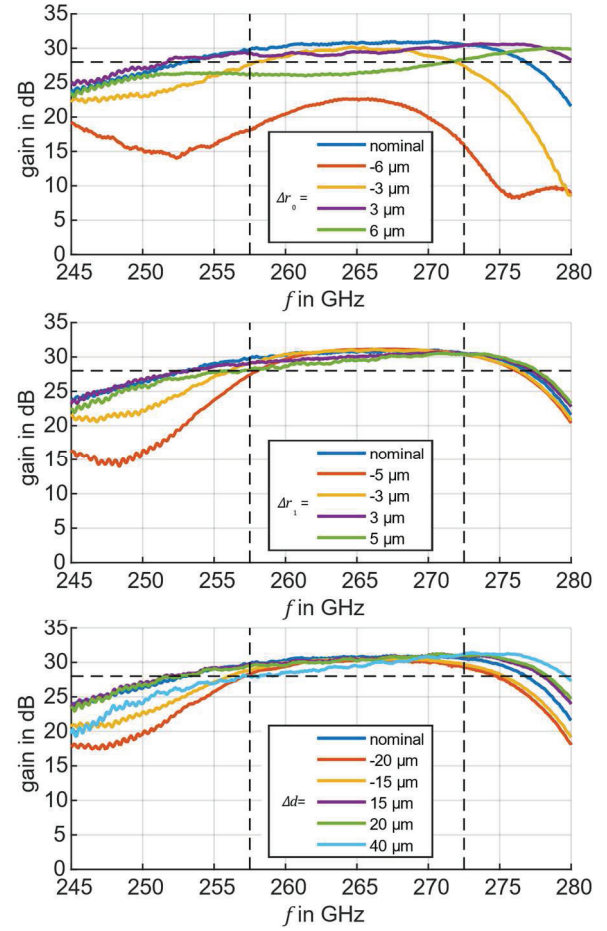 35
30
25
20
15
10
5
0
gain in dB
nominal
-6 μm
-3 μm
3 μm
6 μm
Δr₀ =
245 250 255 260 265 270 275 280
f in GHz
35
30
25
20
15
10
5
0
gain in dB
nominal
-5 μm
-3 μm
3 μm
5 μm
Δr₁ =
245 250 255 260 265 270 275 280
f in GHz
35
30
25
20
15
10
5
0
gain in dB
nominal
-20 μm
-15 μm
15 μm
20 μm
40 μm
Δd=
245 250 255 260 265 270 275 280
f in GHz